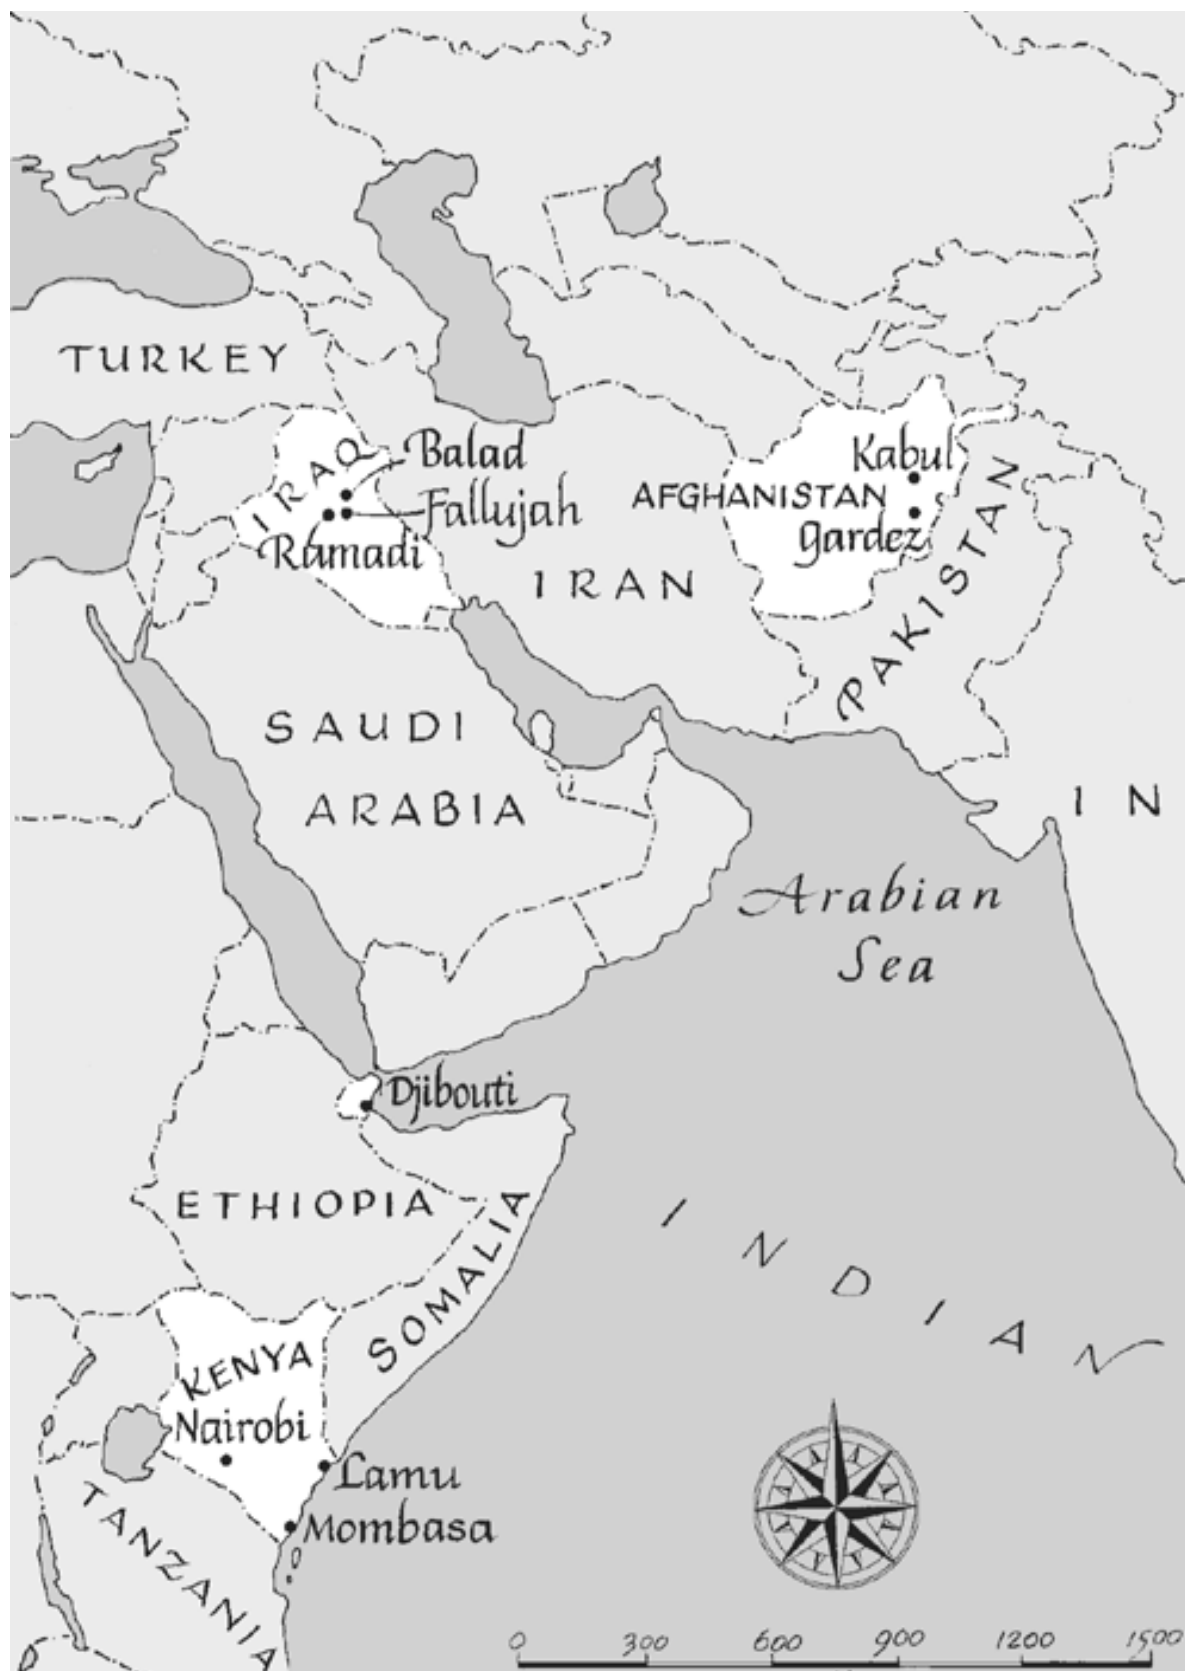 TURKEY
IRAQ
Balad
Fallujah
Ramadi
Kabul
AFGHANISTAN
Gardez
PAKISTAN
IRAN
SAUDI
ARABIA
IN
Arabian
Sea
Djibouti
ETHIOPIA
SOMALIA
INDIAN
KENYA
Nairobi
Lamu
Mombasa
TANZANIA
0 300 600 900 1200 1500